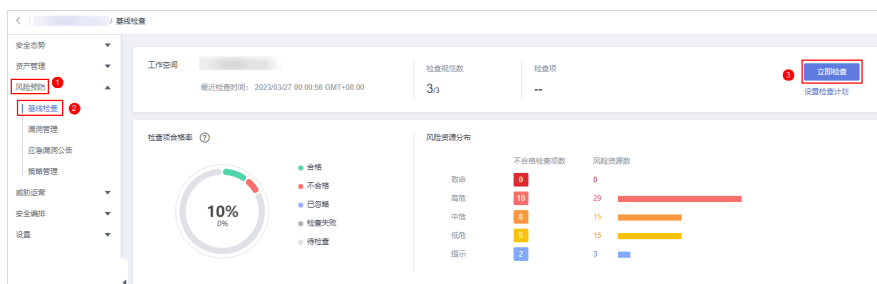 / 基线检查
安全态势
资产管理
风险预防 1
基线检查 2
漏洞管理
应急漏洞公告
策略管理
威胁运营
安全编排
设置
工作空间
最近检查时间： 2023/03/27 00:00:56 GMT+08:00
检查规范数
3/3
检查项
--
3 立即检查
设置检查计划
检查项合格率 ?
10%
0%
合格
不合格
已忽略
检查失败
待检查
风险资源分布
不合格检查项数 风险资源数
致命 0 0
高危 10 29
中危 8 15
低危 5 15
提示 2 3